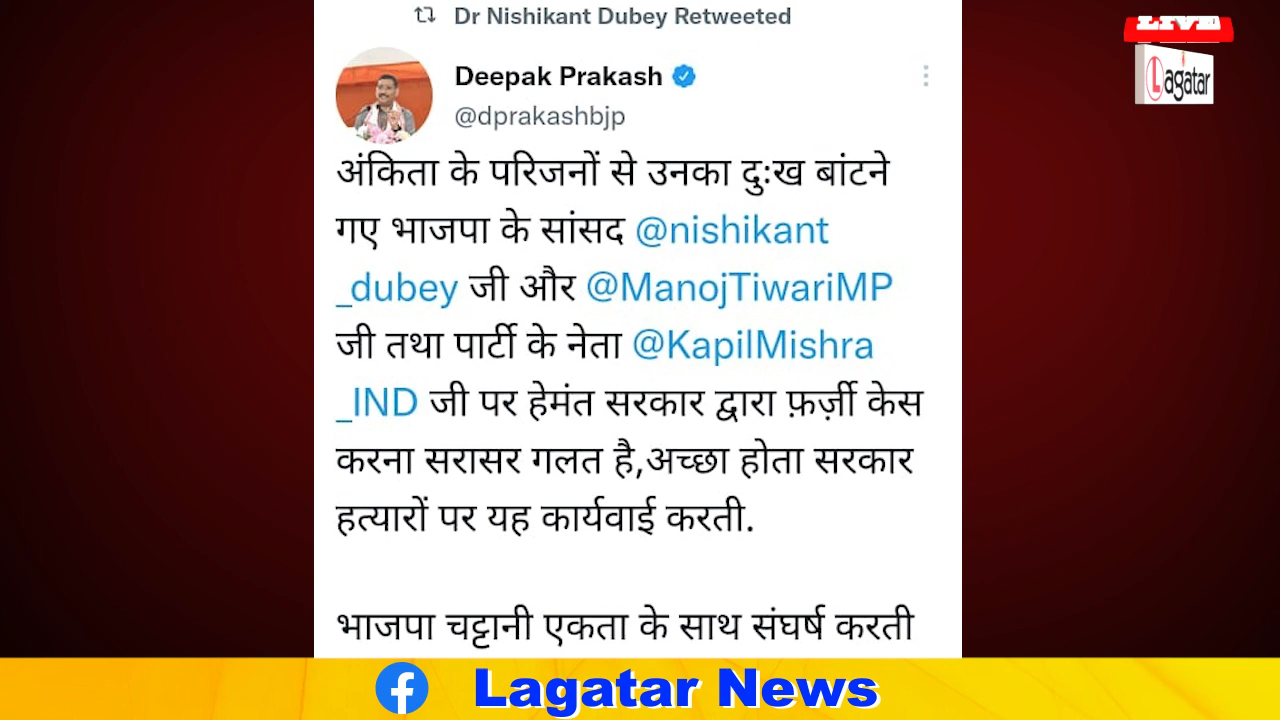 Dr Nishikant Dubey Retweeted
Deepak Prakash
@dprakashbjp
अंकिता के परिजनों से उनका दुःख बांटने
गए भाजपा के सांसद @nishikant
_dubey जी और @ManojTiwariMP
जी तथा पार्टी के नेता @KapilMishra
_IND जी पर हेमंत सरकार द्वारा फ़र्ज़ी केस
करना सरासर गलत है,अच्छा होता सरकार
हत्यारों पर यह कार्यवाई करती.
भाजपा चट्टानी एकता के साथ संघर्ष करती
LIVE
Lagatar
Lagatar News